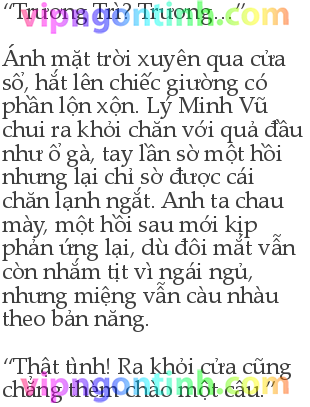 “Trương Trì? Trương…”
Ánh mặt trời xuyên qua cửa
sổ, hắt lên chiếc giường có
phần lộn xộn. Lý Minh Vũ
chui ra khỏi chăn với quả đầu
như ổ gà, tay lần sờ một hồi
nhưng lại chỉ sờ được cái
chăn lạnh ngắt. Anh ta chau
mày, một hồi sau mới kịp
phản ứng lại, dù đôi mắt vẫn
còn nhắm tịt vì ngái ngủ,
nhưng miệng vẫn càu nhàu
theo bản năng.
“Thật tình! Ra khỏi cửa cũng
chẳng thèm chào một câu.”
vipngontinh.com
vipngontinh.com